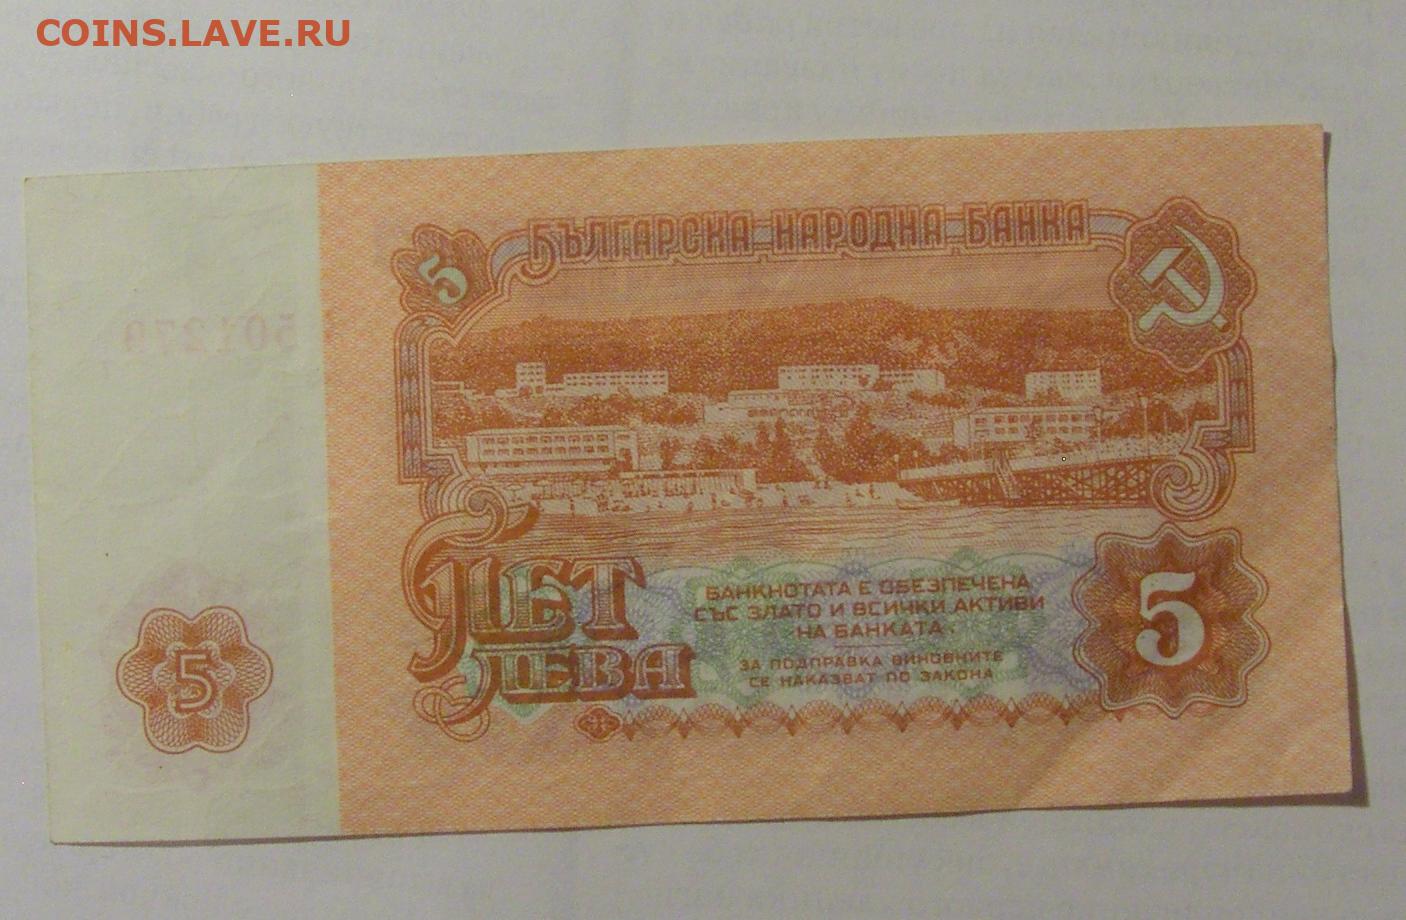 COINS.LAVE.RU
5
БЪЛГАРСКА НАРОДНА БАНКА
501279
ПЕТ
ЛЕВА
БАНКНОТАТА Е ОБЕЗПЕЧЕНА
СЪС ЗЛАТО И ВСИЧКИ АКТИВИ
НА БАНКАТА.
ЗА ПОДПРАВКА ВИНОВНИТЕ
СЕ НАКАЗВАТ ПО ЗАКОНА
5
5